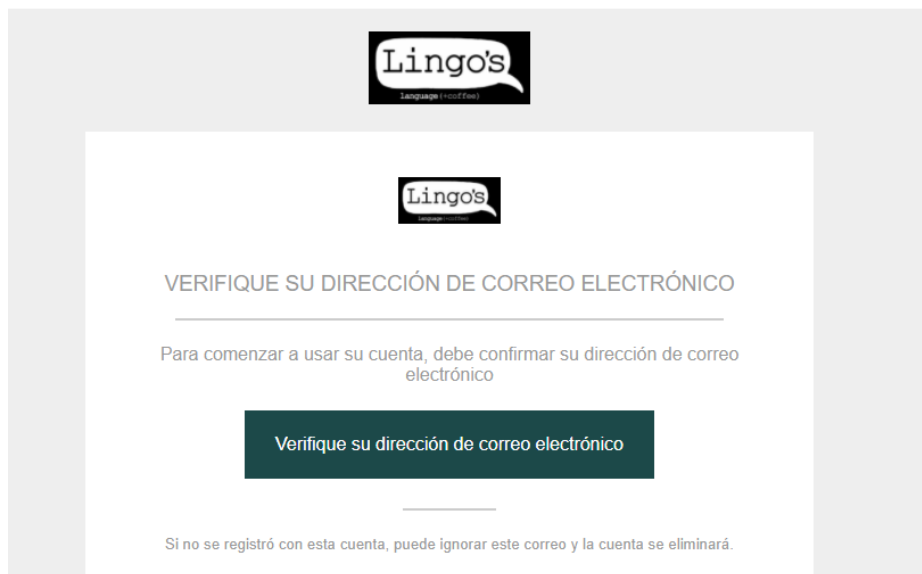 Lingo's
language (+coffee)
Lingo's
language (+coffee)
VERIFIQUE SU DIRECCIÓN DE CORREO ELECTRÓNICO
Para comenzar a usar su cuenta, debe confirmar su dirección de correo
electrónico
Verifique su dirección de correo electrónico
Si no se registró con esta cuenta, puede ignorar este correo y la cuenta se eliminará.